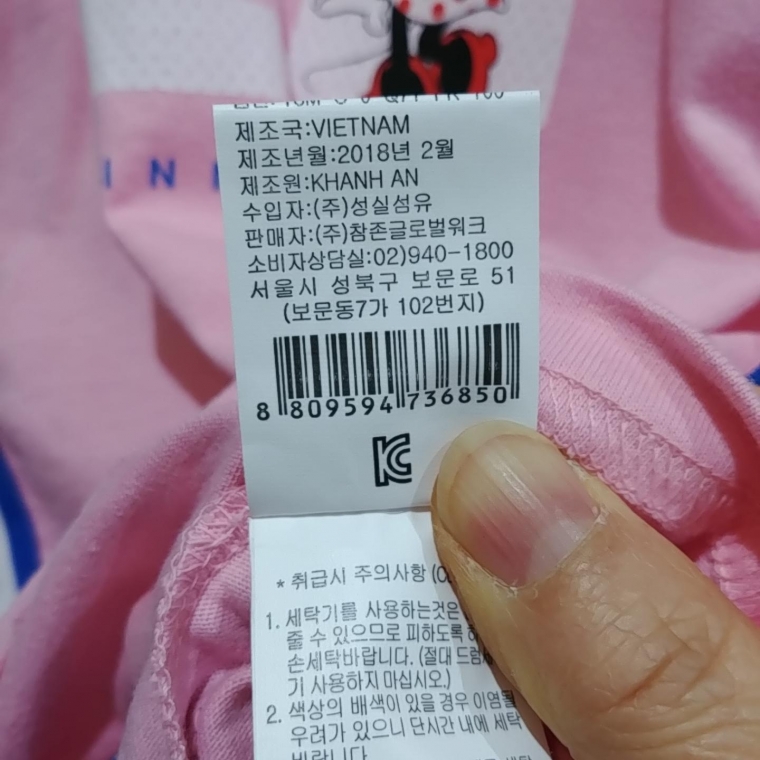 제조국:VIETNAM
제조년월:2018년 2월
제조원:KHANH AN
수입자:(주)성실섬유
판매자:(주)참존글로벌워크
소비자상담실:02)940-1800
서울시 성북구 보문로 51
(보문동7가 102번지)
8 809594 736850
KC
* 취급시 주의사항
1. 세탁기를 사용하는것은
줄 수 있으므로 피하도록
손세탁바랍니다. (절대
기 사용하지 마십시오.)
2. 색상의 배색이 있을 경우 이염될
우려가 있으니 단시간 내에 세탁
바랍니다
I N